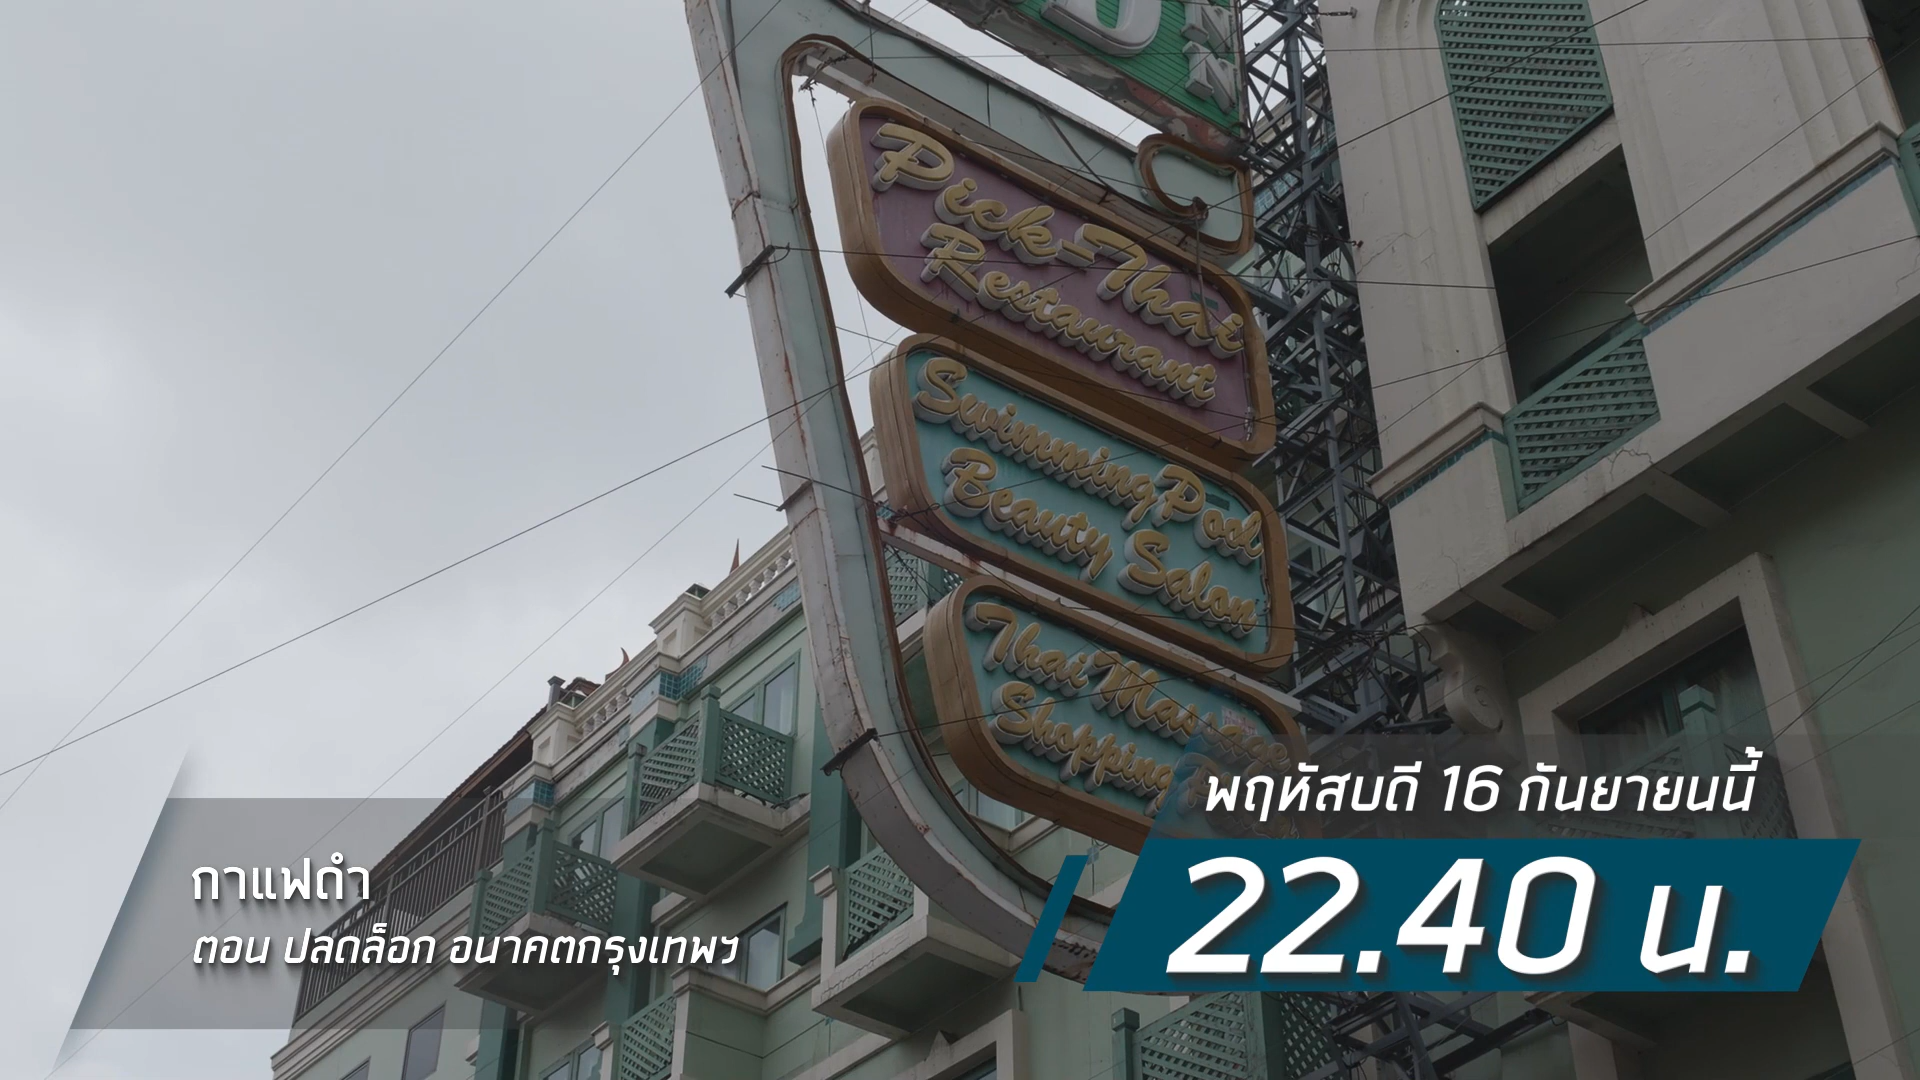 Pick-Thai
Restaurant
Swimming Pool
Beauty Salon
Thai Massage
Shopping
พฤหัสบดี 16 กันยายนนี้
22.40 น.
กาแฟดำ
ตอน ปลดล็อก อนาคตกรุงเทพฯ